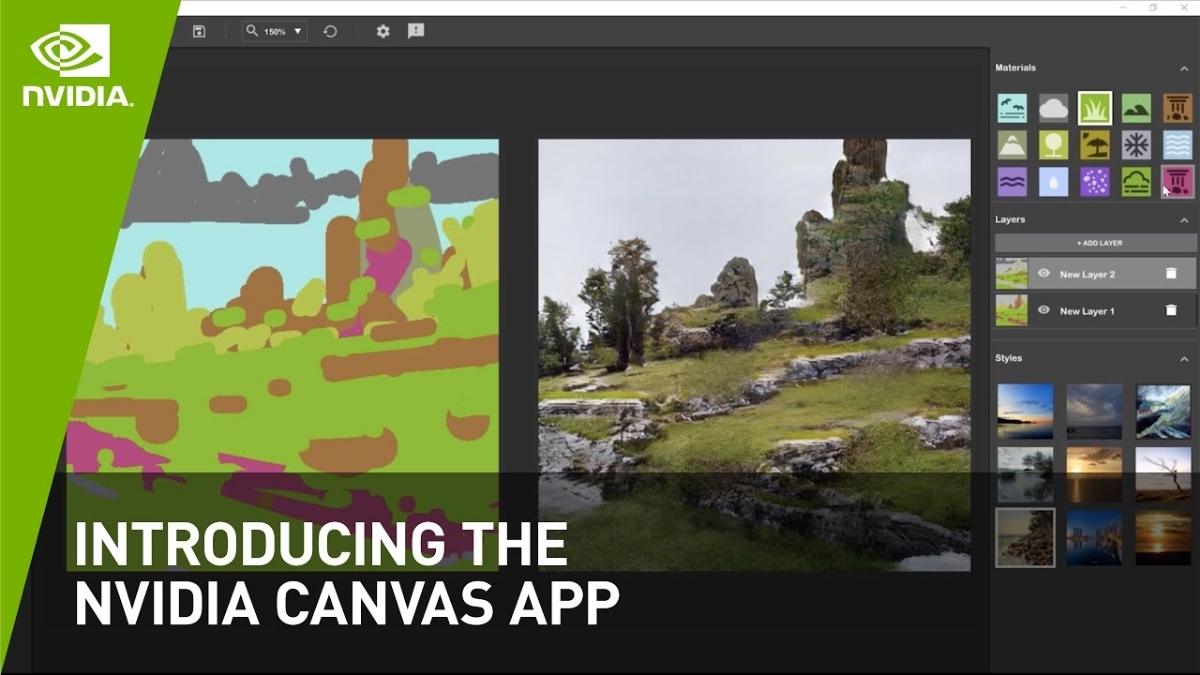 NVIDIA.
150%
Materials
Layers
+ ADD LAYER
New Layer 2
New Layer 1
Styles
INTRODUCING THE
NVIDIA CANVAS APP